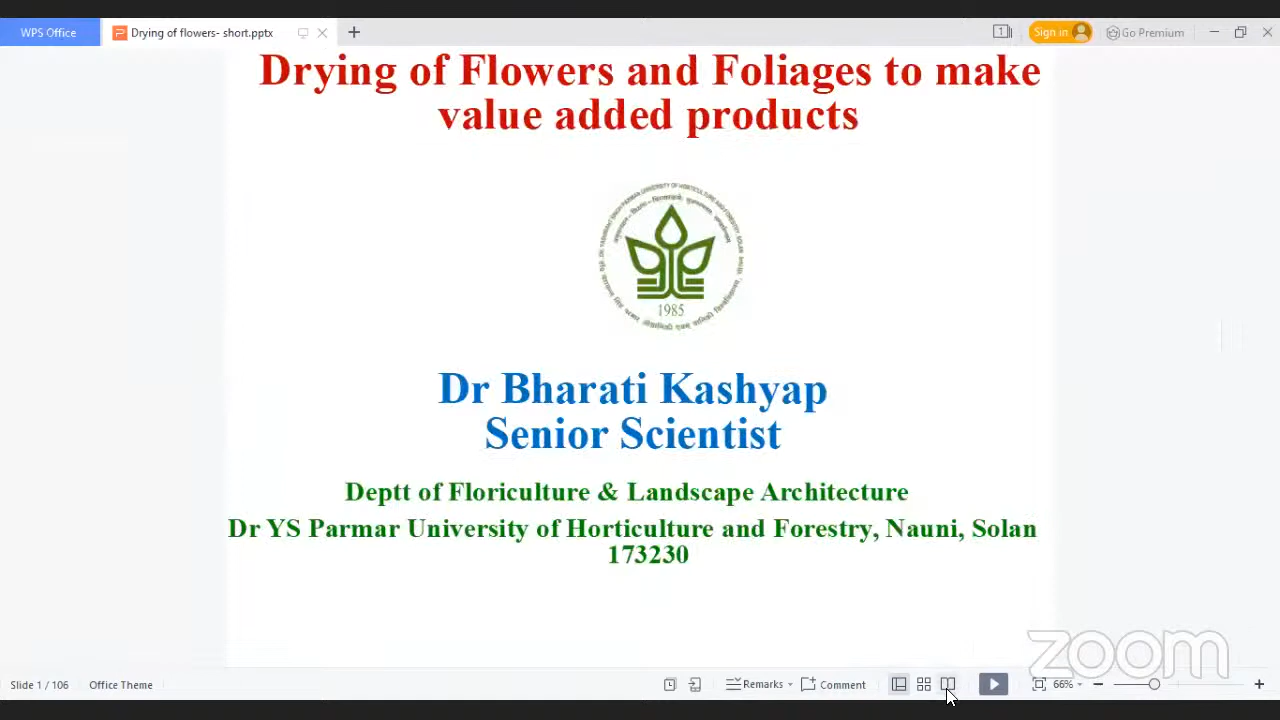 WPS Office
Drying of flowers- short.pptx
1
Sign in
Go Premium
Drying of Flowers and Foliages to make
value added products
1985
Dr Bharati Kashyap
Senior Scientist
Deptt of Floriculture & Landscape Architecture
Dr YS Parmar University of Horticulture and Forestry, Nauni, Solan
173230
zoom
Slide 1 / 106
Office Theme
Remarks
Comment
66%